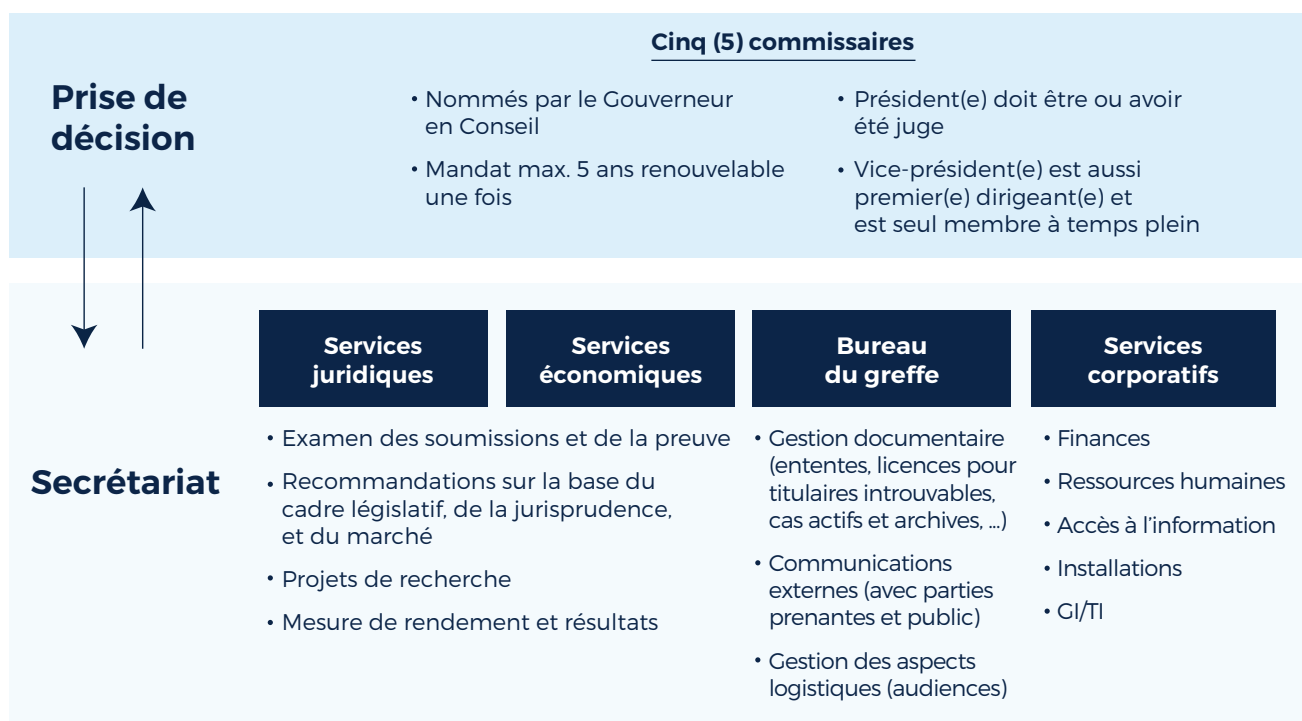 Cinq (5) commissaires
Prise de
décision
• Nommés par le Gouverneur
en Conseil
• Mandat max. 5 ans renouvelable
une fois
• Président(e) doit être ou avoir
été juge
• Vice-président(e) est aussi
premier(e) dirigeant(e) et
est seul membre à temps plein
Secrétariat
Services
juridiques
Services
économiques
• Examen des soumissions et de la preuve
• Recommandations sur la base du
cadre législatif, de la jurisprudence,
et du marché
• Projets de recherche
• Mesure de rendement et résultats
Bureau
du greffe
• Gestion documentaire
(ententes, licences pour
titulaires introuvables,
cas actifs et archives, ...)
• Communications
externes (avec parties
prenantes et public)
• Gestion des aspects
logistiques (audiences)
Services
corporatifs
• Finances
• Ressources humaines
• Accès à l'information
• Installations
• GI/TI